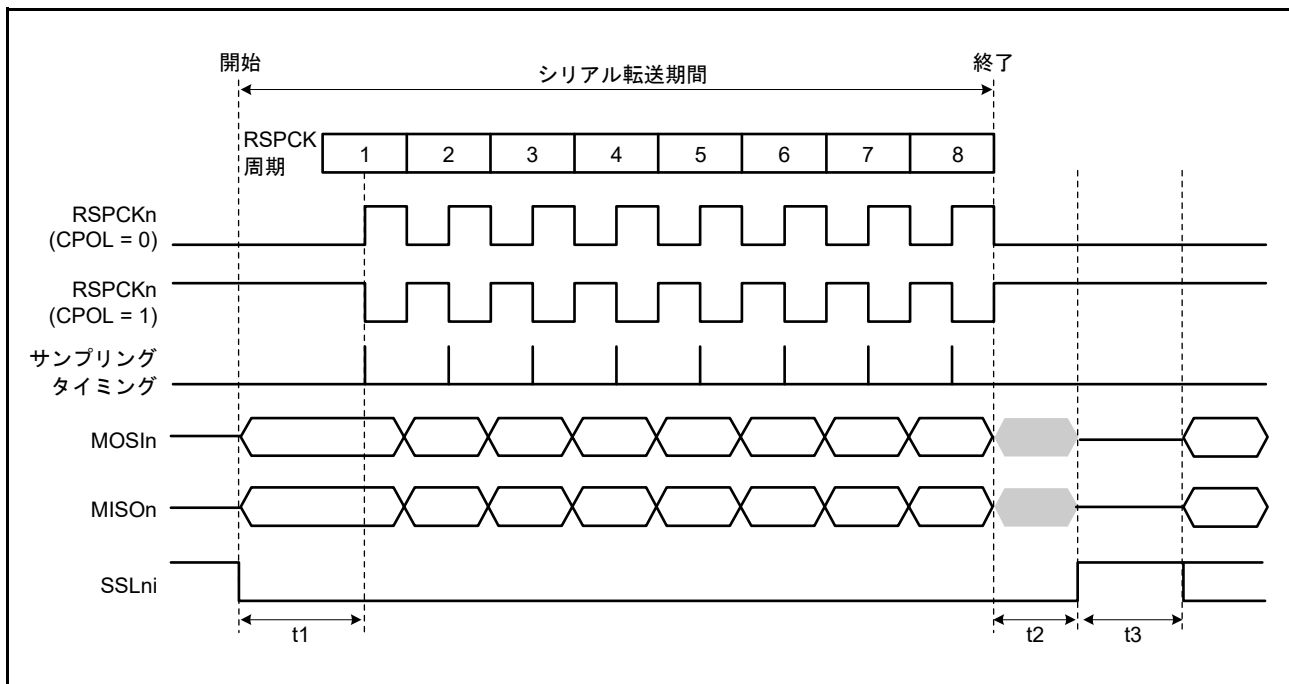 開始
シリアル転送期間
終了
RSPCK
周期
1 2 3 4 5 6 7 8
RSPCKn
(CPOL = 0)
RSPCKn
(CPOL = 1)
サンプリング
タイミング
MOSIn
MISOn
SSLni
t1
t2
t3